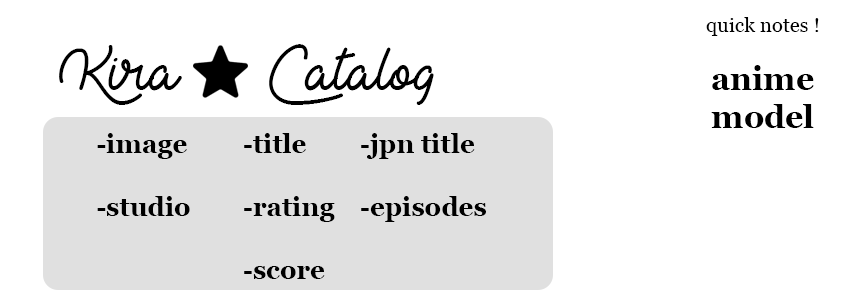 quick notes !
Kira ★ Catalog
anime
model
-image -title -jpn title
-studio -rating -episodes
-score